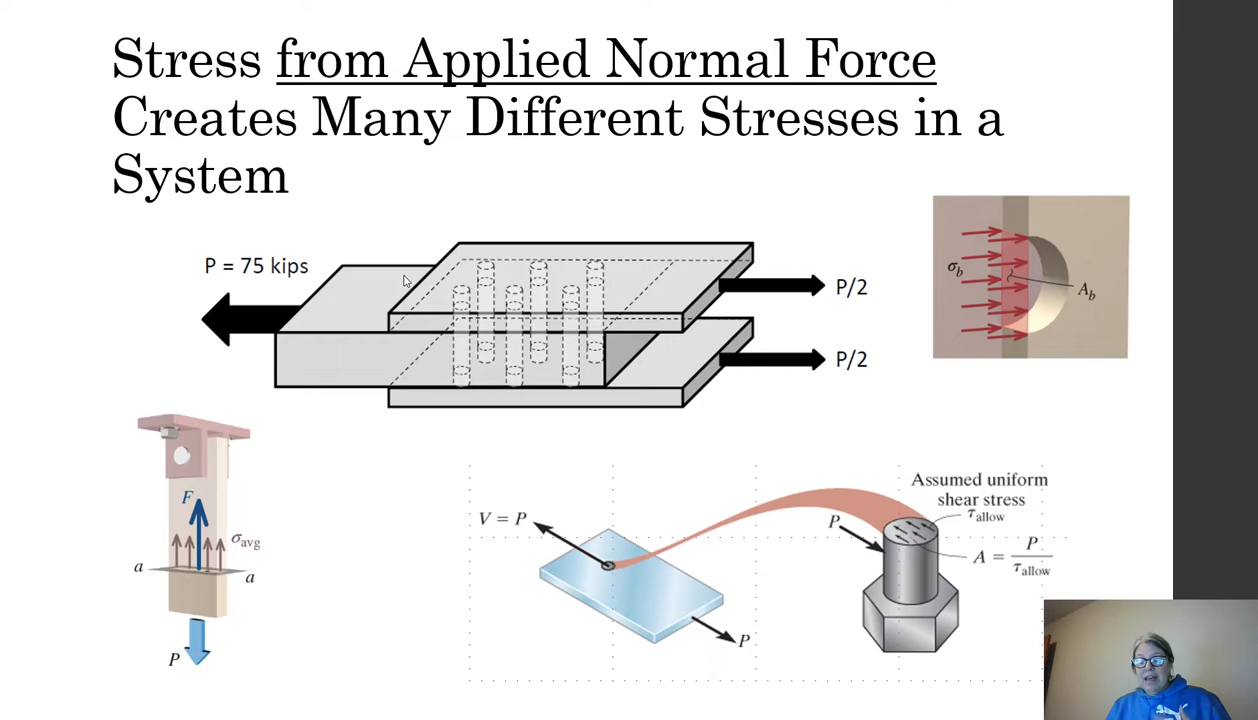 Stress from Applied Normal Force
Creates Many Different Stresses in a
System
P = 75 kips
P/2
P/2
σb
Ab
F
σavg
a
a
P
V = P
P
P
Assumed uniform
shear stress
τallow
A = P / τallow